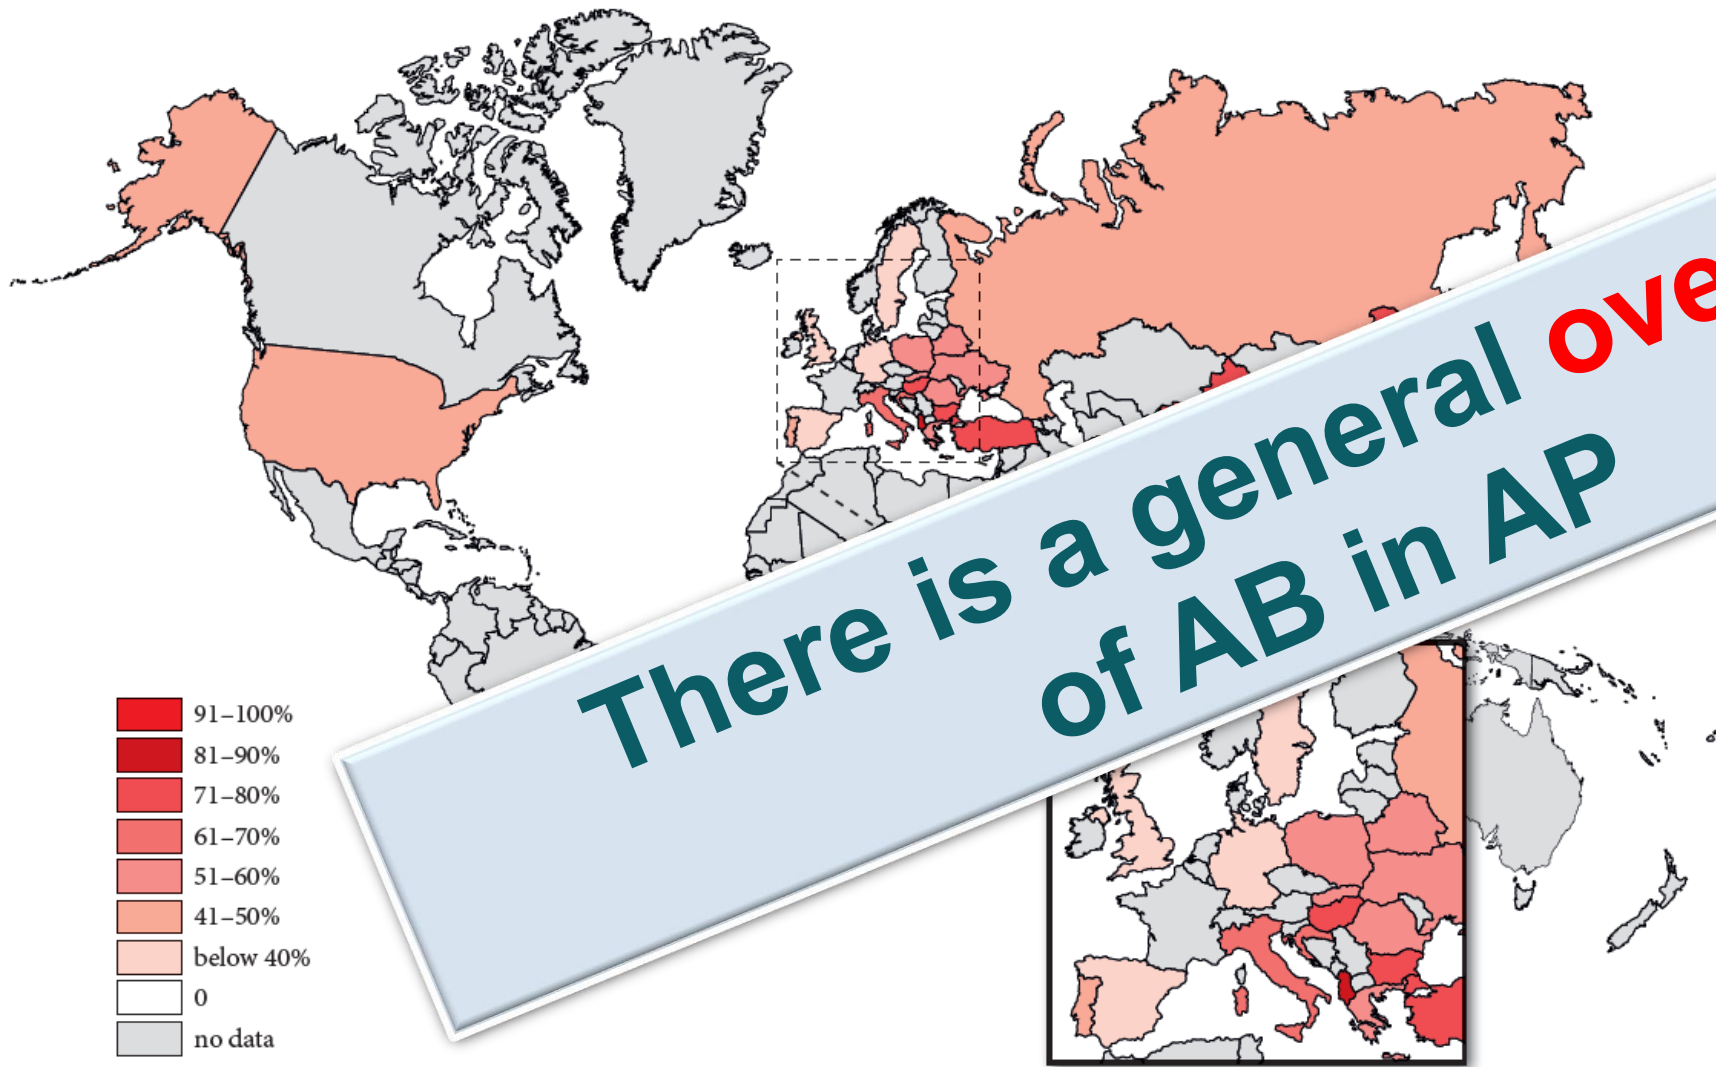 There is a general ove
of AB in AP
91–100%
81–90%
71–80%
61–70%
51–60%
41–50%
below 40%
0
no data